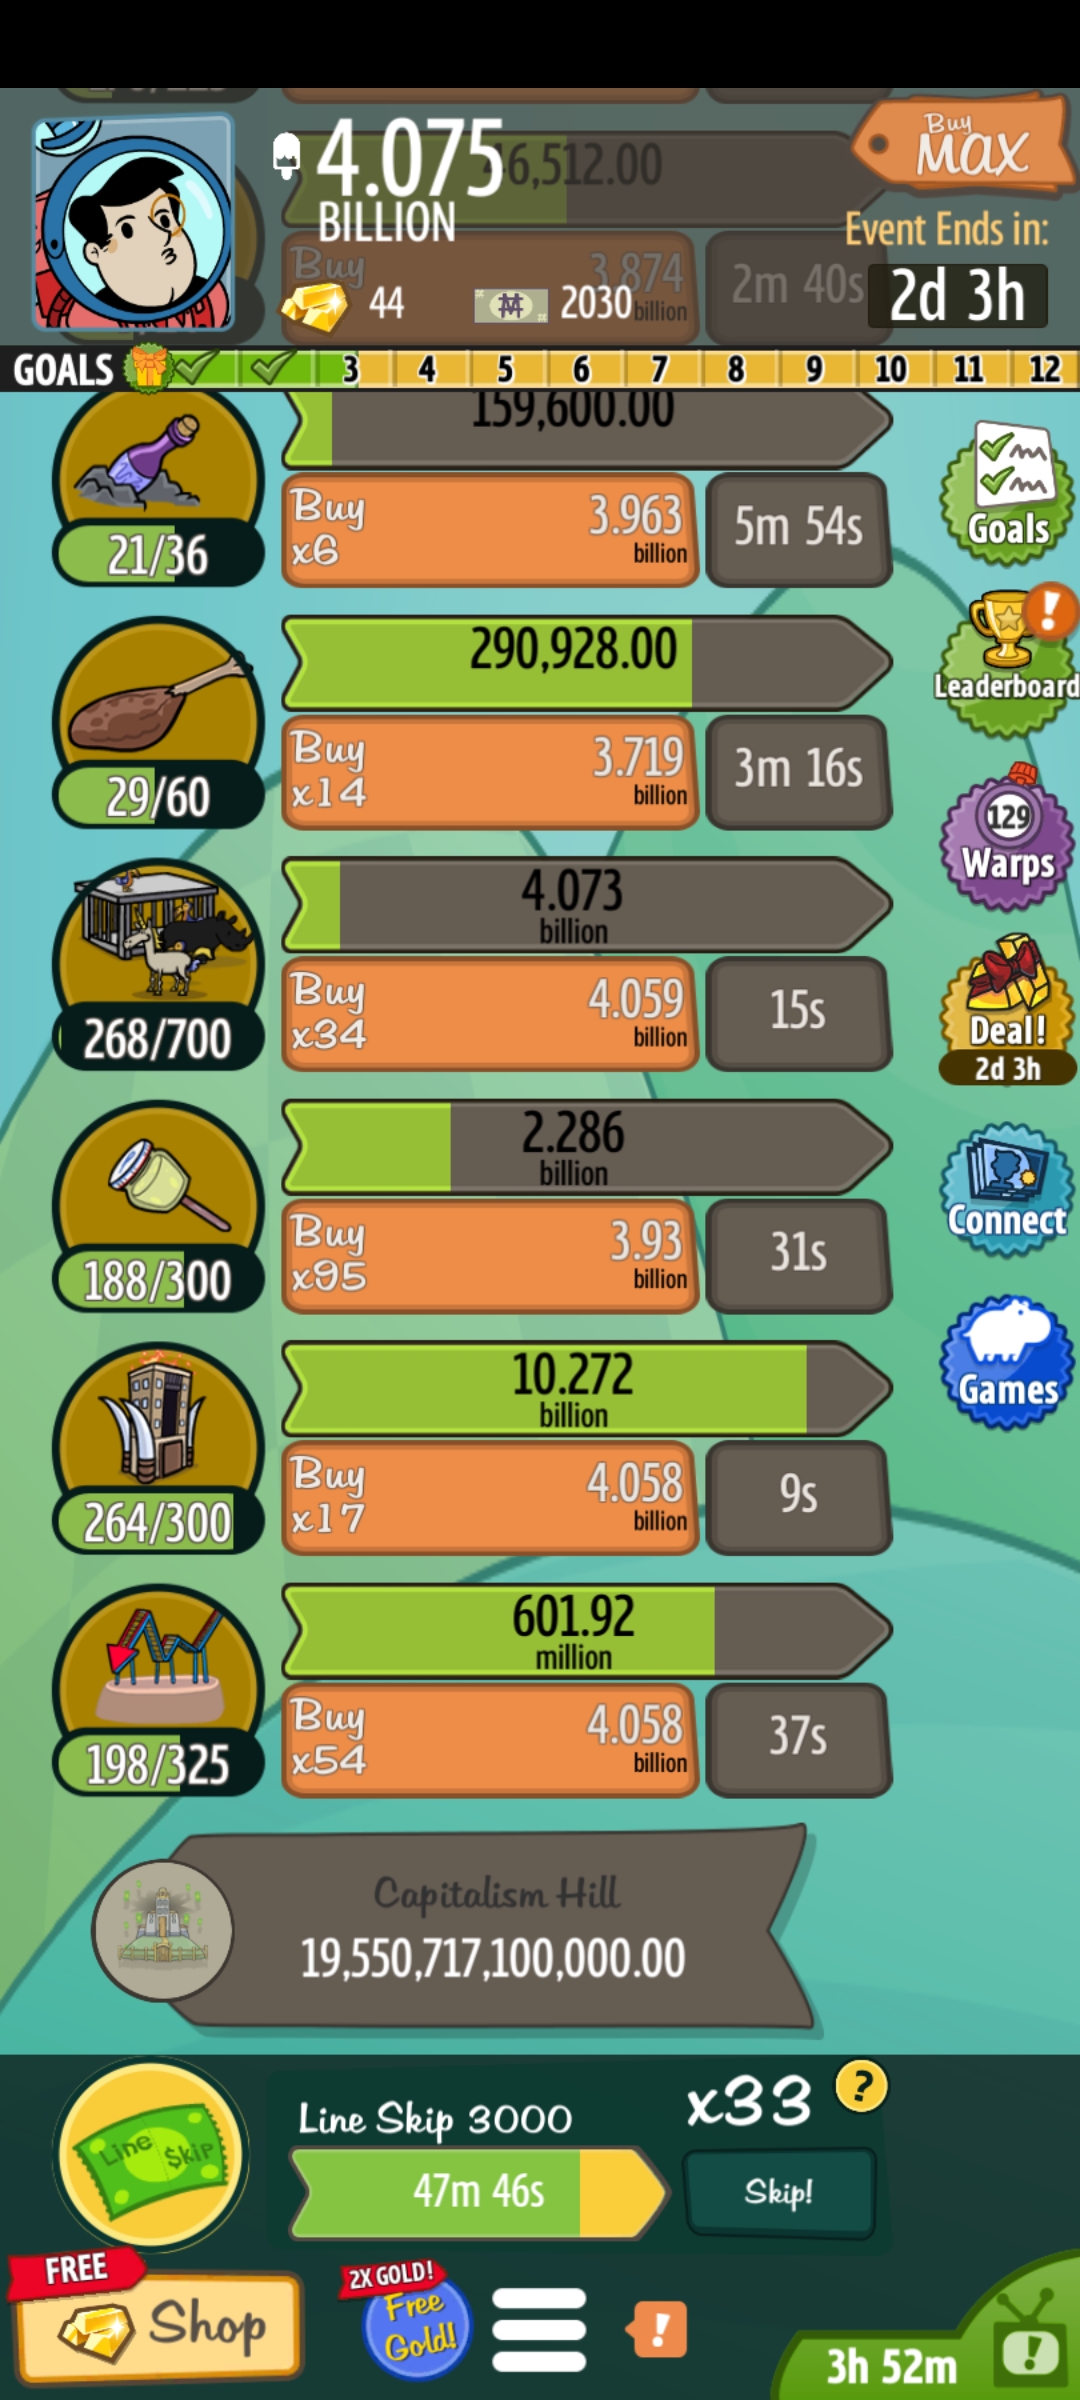 4.075
BILLION
6,512.00
Buy
MAX
Event Ends in:
Buy
3.874
billion
2m 40s
2d 3h
44
2030
GOALS
3
4
5
6
7
8
9
10
11
12
159,600.00
21/36
Buy
x6
3.963
billion
5m 54s
Goals
290,928.00
29/60
Buy
x14
3.719
billion
3m 16s
!
Leaderboard
4.073
billion
268/700
Buy
x34
4.059
billion
15s
129
Warps
Deal!
2d 3h
2.286
billion
188/300
Buy
x95
3.93
billion
31s
Connect
10.272
billion
264/300
Buy
x17
4.058
billion
9s
Games
601.92
million
198/325
Buy
x54
4.058
billion
37s
Capitalism Hill
19,550,717,100,000.00
Line $kip
Line Skip 3000
47m 46s
x33
?
Skip!
FREE
Shop
2X GOLD!
Free
Gold!
!
3h 52m
!